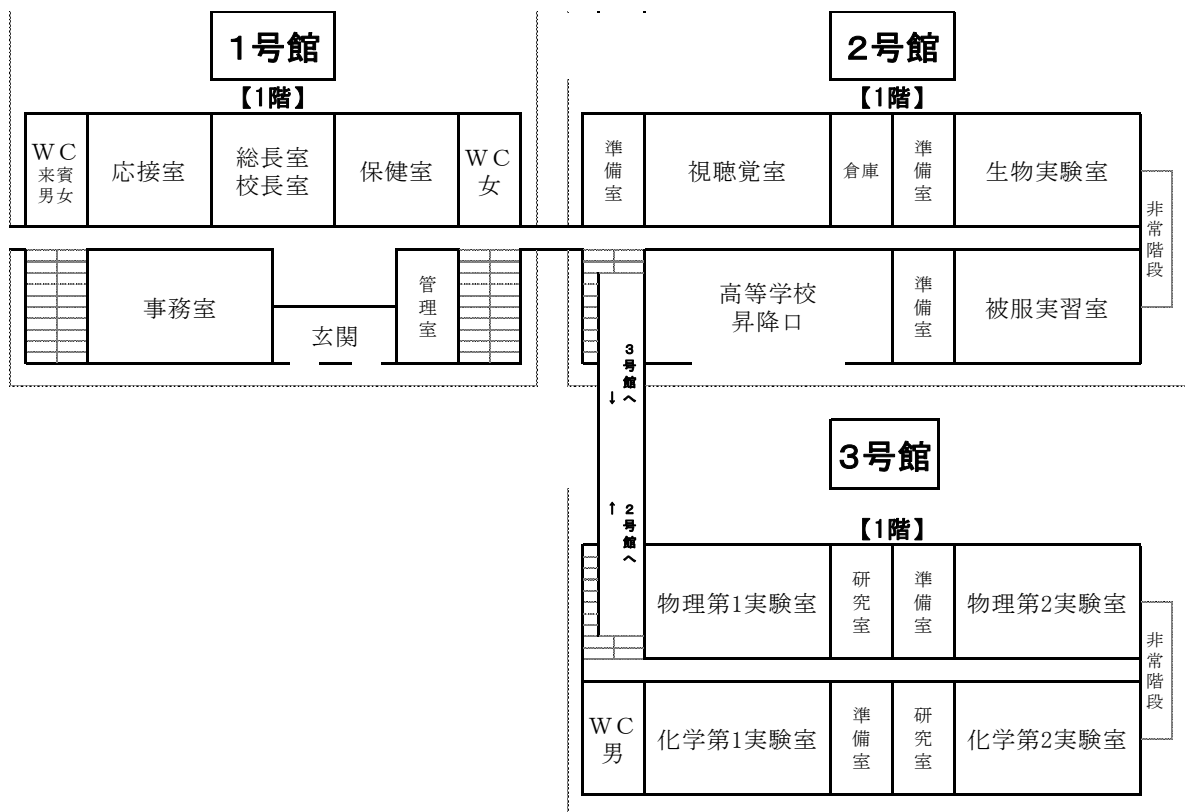 1号館
【1階】
WC
来賓
男女
応接室
総長室
校長室
保健室
WC
女
事務室
玄関
管理室
2号館
【1階】
準備室
視聴覚室
倉庫
準備室
生物実験室
非常階段
高等学校
昇降口
準備室
被服実習室
3号館へ
↓
↑
2号館へ
3号館
【1階】
物理第1実験室
研究室
準備室
物理第2実験室
非常階段
WC
男
化学第1実験室
準備室
研究室
化学第2実験室